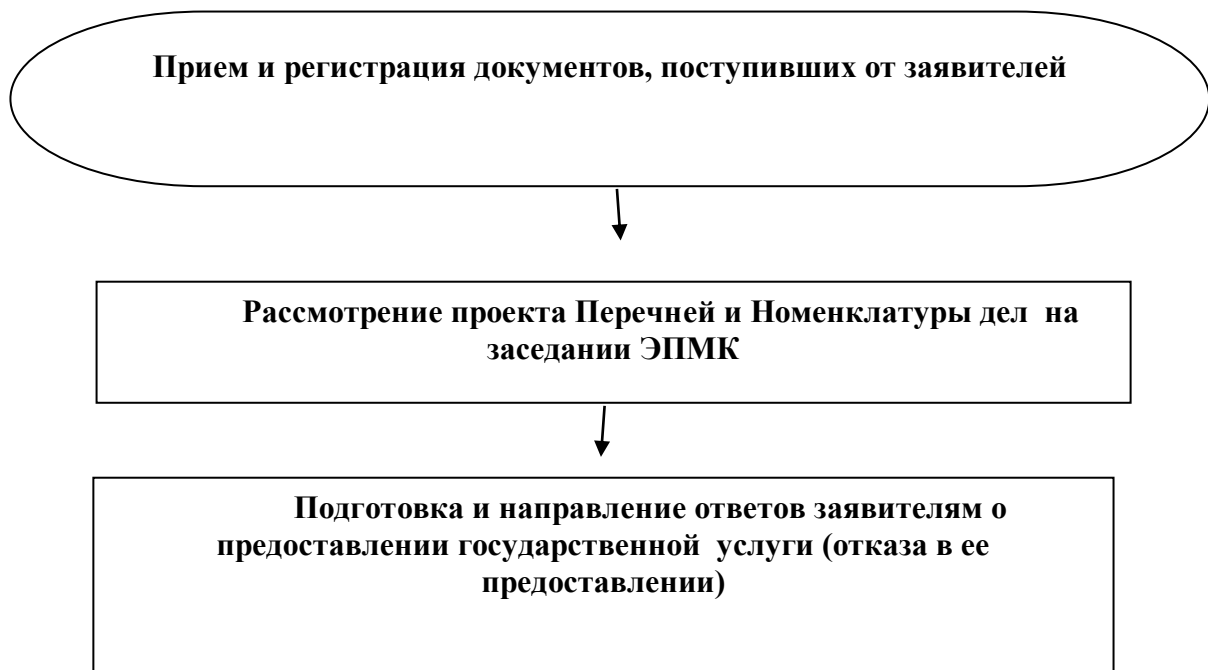 Прием и регистрация документов, поступивших от заявителей
Рассмотрение проекта Перечней и Номенклатуры дел на
заседании ЭПМК
Подготовка и направление ответов заявителям о
предоставлении государственной услуги (отказа в ее
предоставлении)